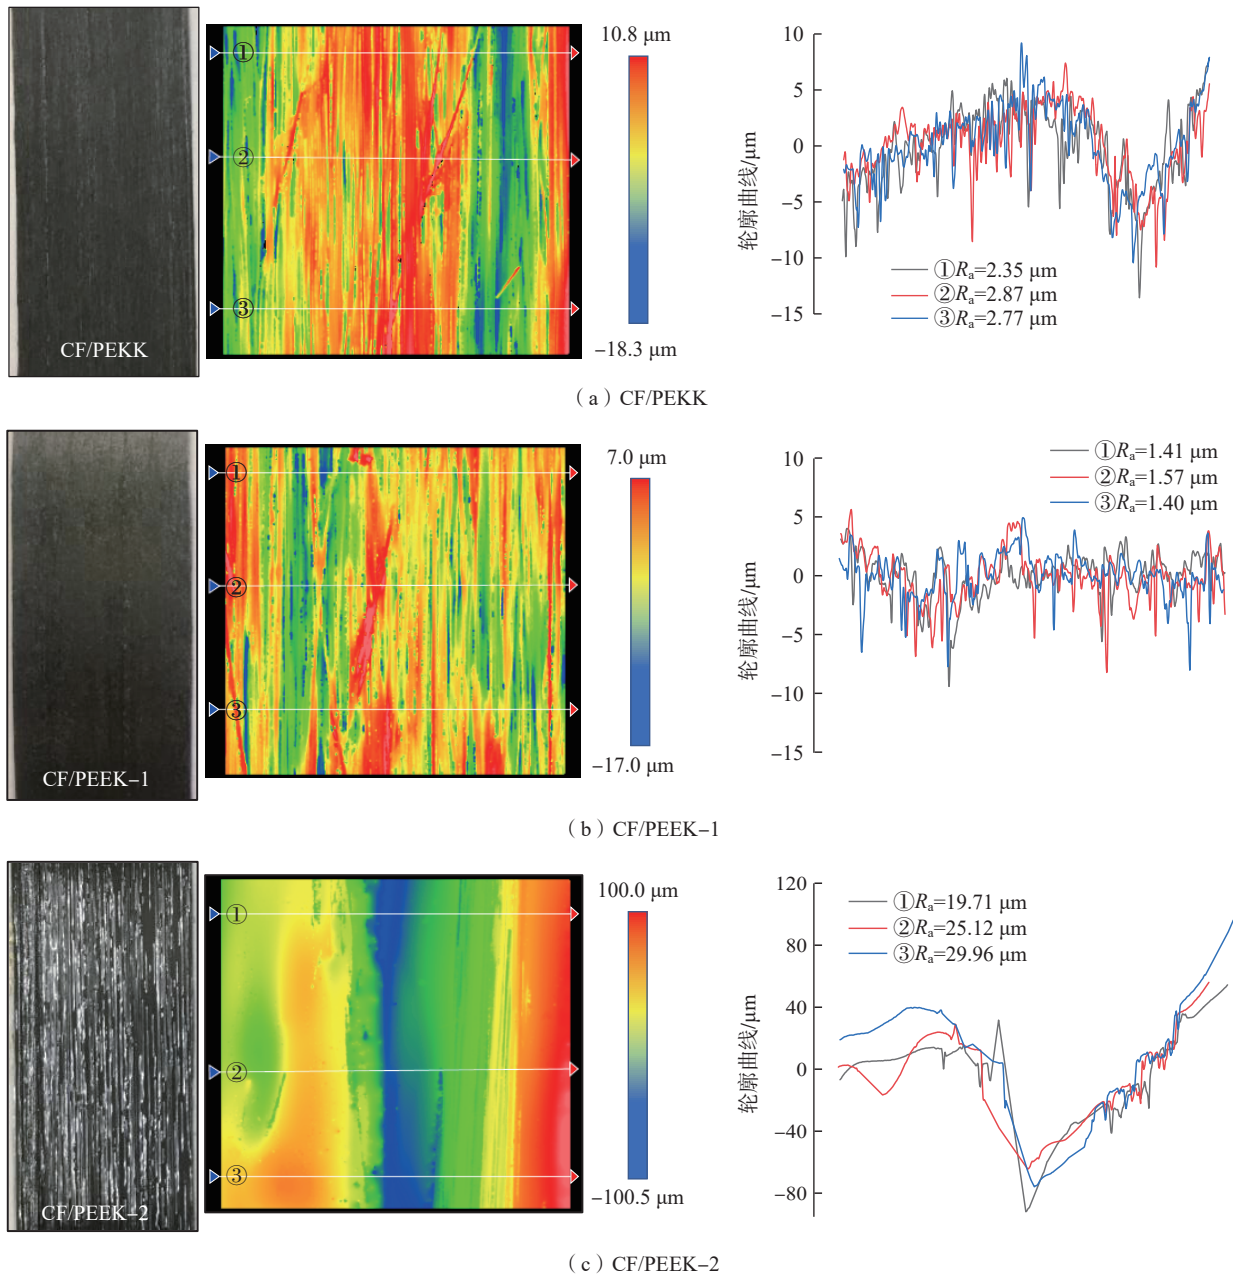 10.8 μm
①
②
③
CF/PEKK
−18.3 μm
轮廓曲线/μm
10
5
0
−5
−10
−15
①Ra=2.35 μm
②Ra=2.87 μm
③Ra=2.77 μm
（a）CF/PEKK
7.0 μm
①
②
③
CF/PEEK−1
−17.0 μm
轮廓曲线/μm
10
5
0
−5
−10
−15
①Ra=1.41 μm
②Ra=1.57 μm
③Ra=1.40 μm
（b）CF/PEEK−1
100.0 μm
①
②
③
CF/PEEK−2
−100.5 μm
轮廓曲线/μm
120
80
40
0
−40
−80
①Ra=19.71 μm
②Ra=25.12 μm
③Ra=29.96 μm
（c）CF/PEEK−2